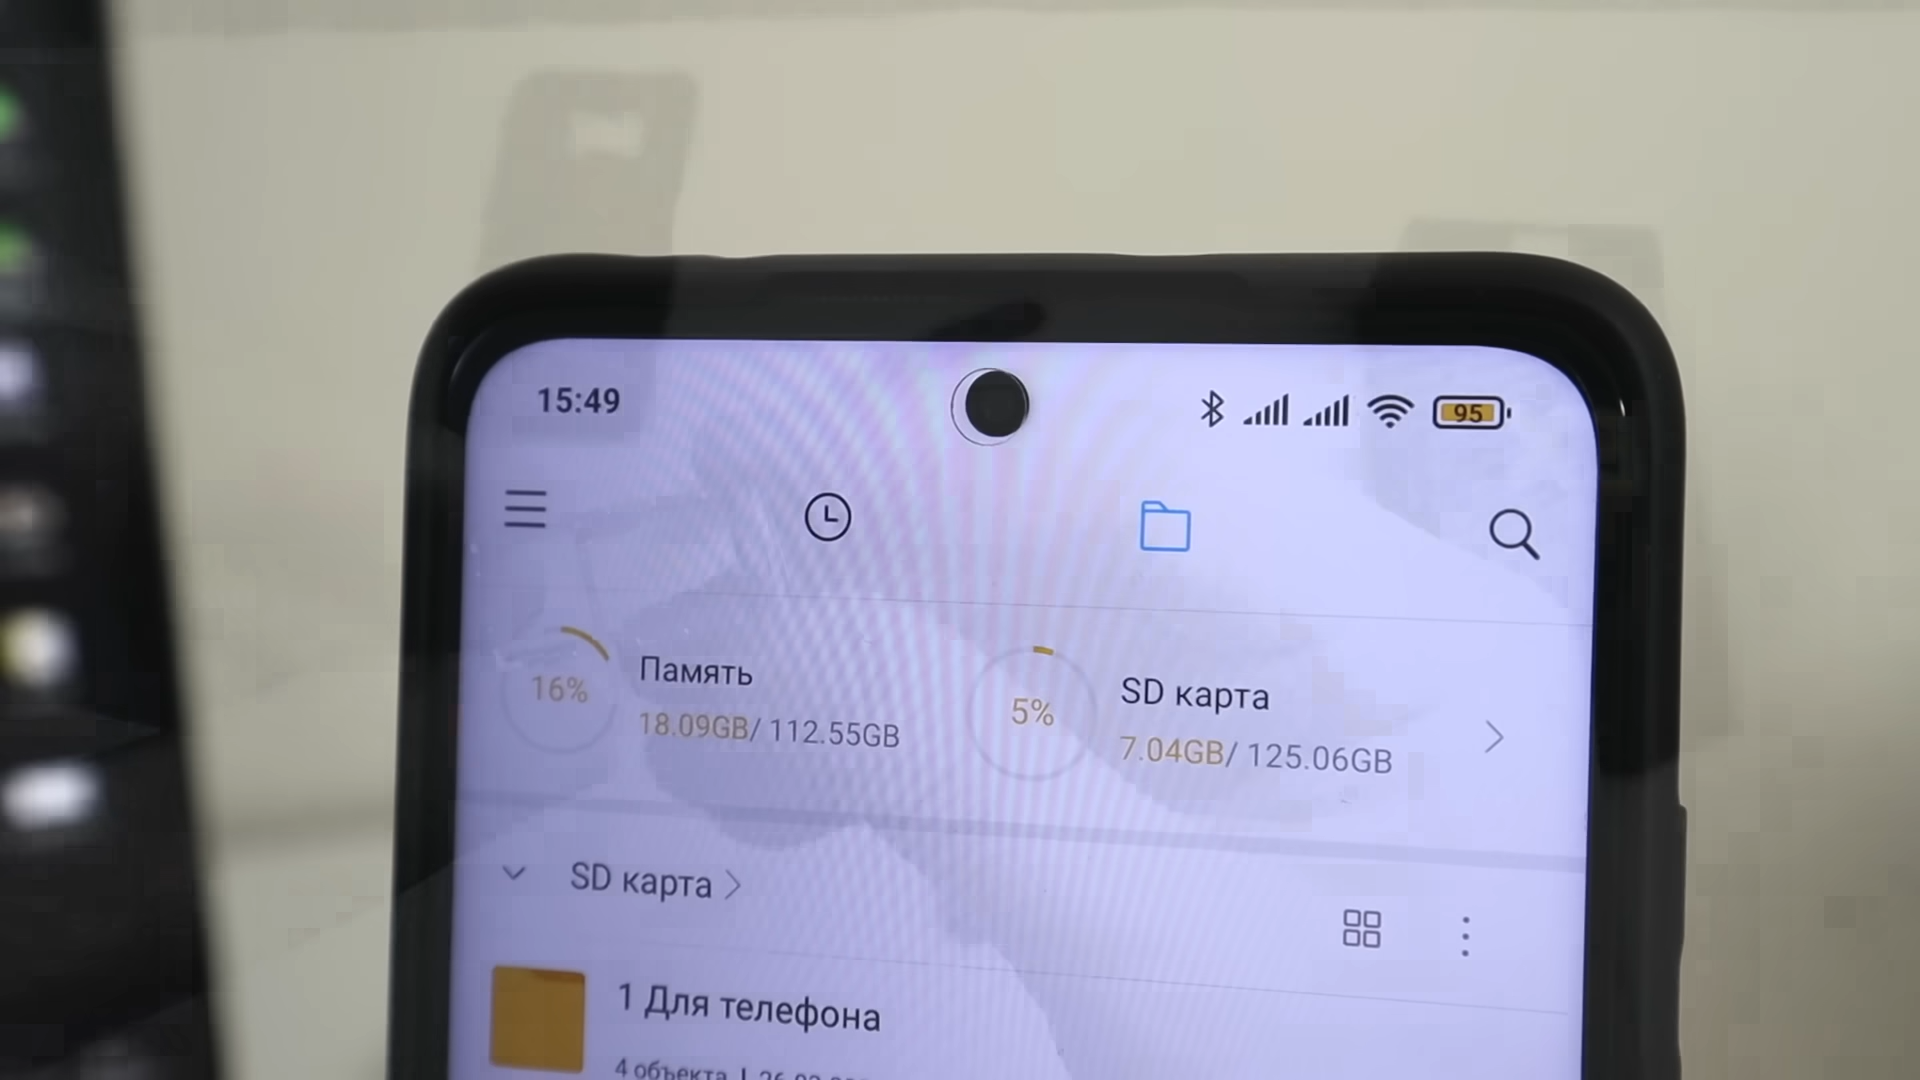 15:49
95
16%
Память
18.09GB/ 112.55GB
5%
SD карта
7.04GB/ 125.06GB
SD карта
1 Для телефона
4 объекта |